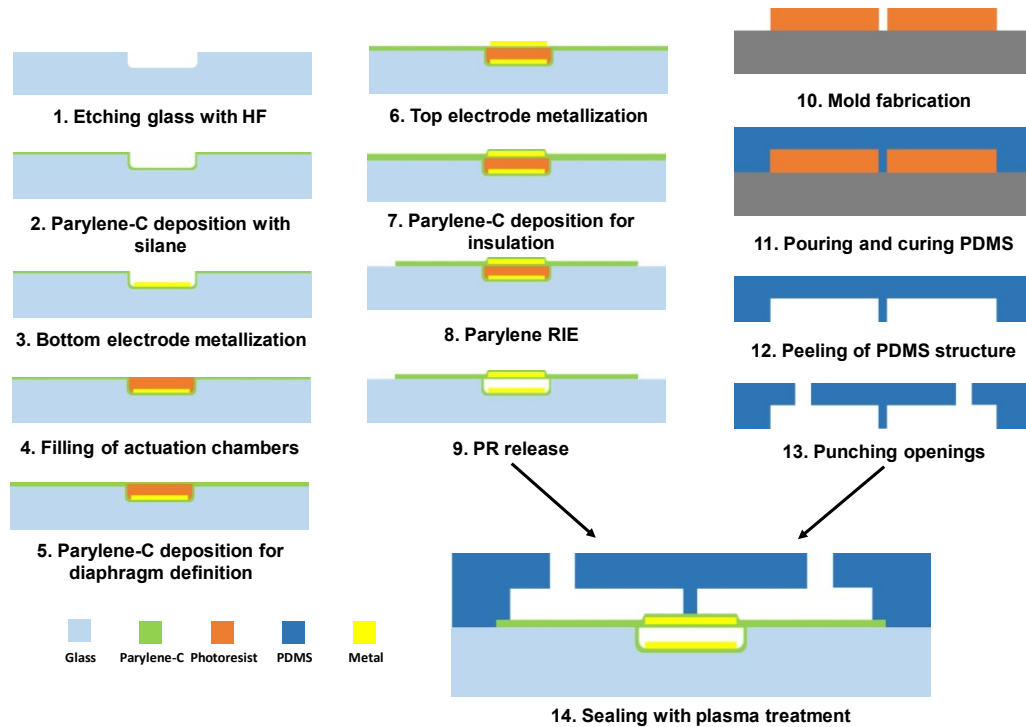 1. Etching glass with HF
2. Parylene-C deposition with
silane
3. Bottom electrode metallization
4. Filling of actuation chambers
5. Parylene-C deposition for
diaphragm definition
6. Top electrode metallization
7. Parylene-C deposition for
insulation
8. Parylene RIE
9. PR release
10. Mold fabrication
11. Pouring and curing PDMS
12. Peeling of PDMS structure
13. Punching openings
14. Sealing with plasma treatment
Glass
Parylene-C
Photoresist
PDMS
Metal